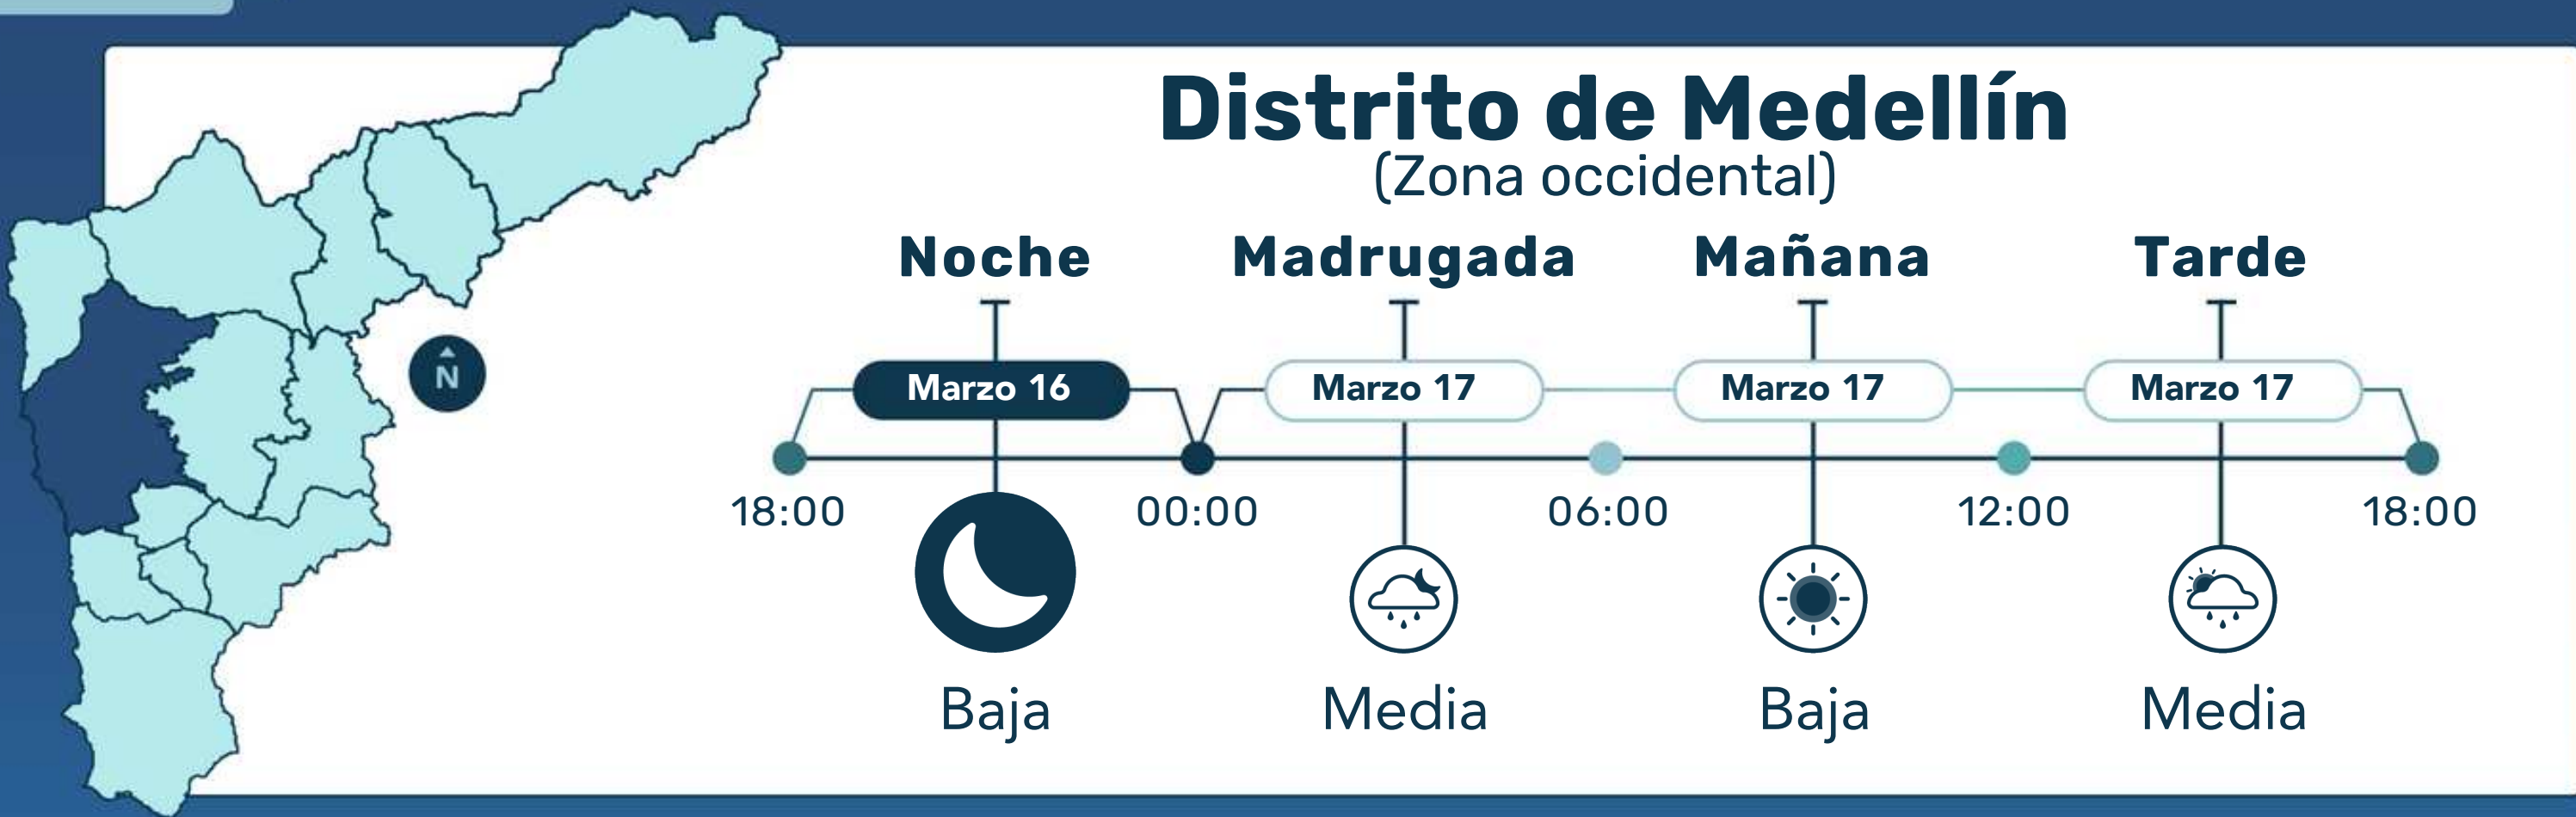 Distrito de Medellín
(Zona occidental)
Noche Madrugada Mañana Tarde
Marzo 16 Marzo 17 Marzo 17 Marzo 17
N
18:00 00:00 06:00 12:00 18:00
Baja Media Baja Media